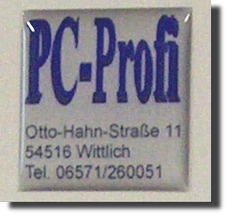 PC-Profi
Otto-Hahn-Straße 11
54516 Wittlich
Tel. 06571/260051